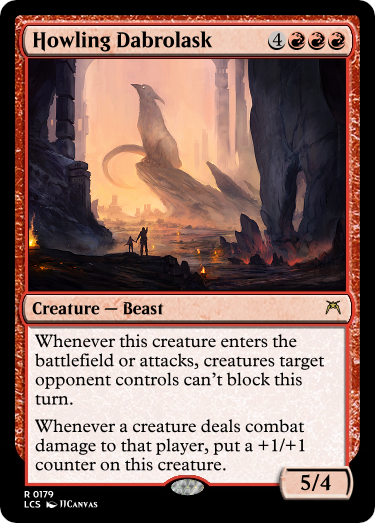 Howling Dabrolask 4
Creature — Beast
Whenever this creature enters the
battlefield or attacks, creatures target
opponent controls can't block this
turn.
Whenever a creature deals combat
damage to that player, put a +1/+1
counter on this creature.
5/4
R 0179
LCS Canvas